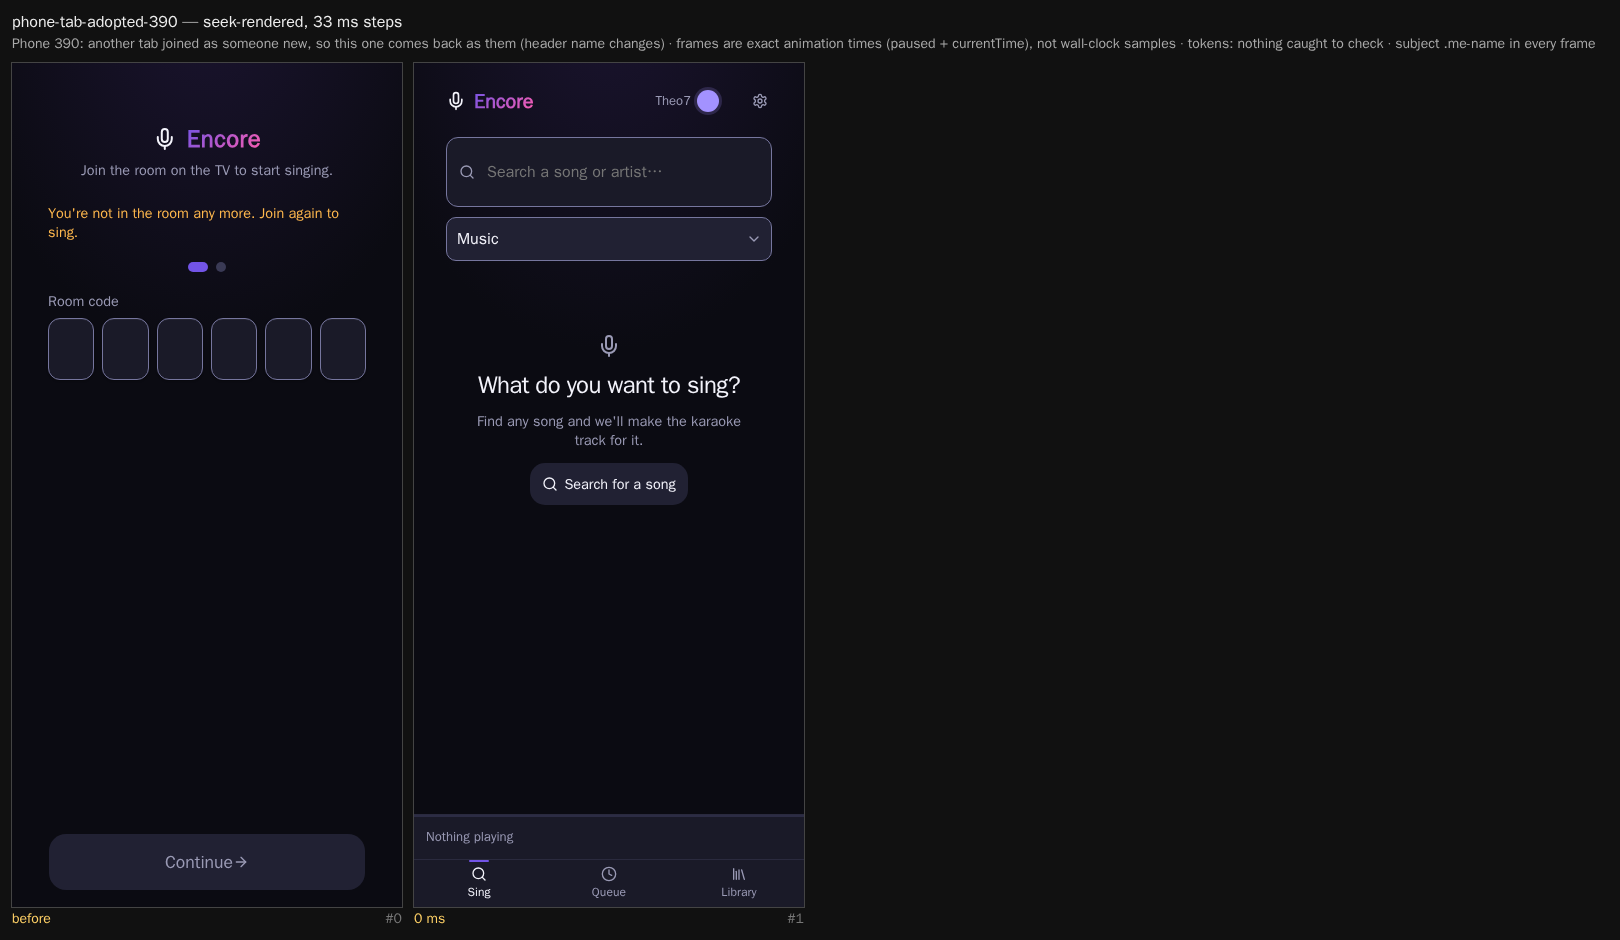 phone-tab-adopted-390 — seek-rendered, 33 ms steps
Phone 390: another tab joined as someone new, so this one comes back as them (header name changes) · frames are exact animation times (paused + currentTime), not wall-clock samples · tokens: nothing caught to check · subject .me-name in every frame
Encore
Join the room on the TV to start singing.
You're not in the room any more. Join again to
sing.
Room code
Continue
before
#0
Encore
Theo7
Search a song or artist…
Music
What do you want to sing?
Find any song and we'll make the karaoke
track for it.
Search for a song
Nothing playing
Sing
Queue
Library
0 ms
#1